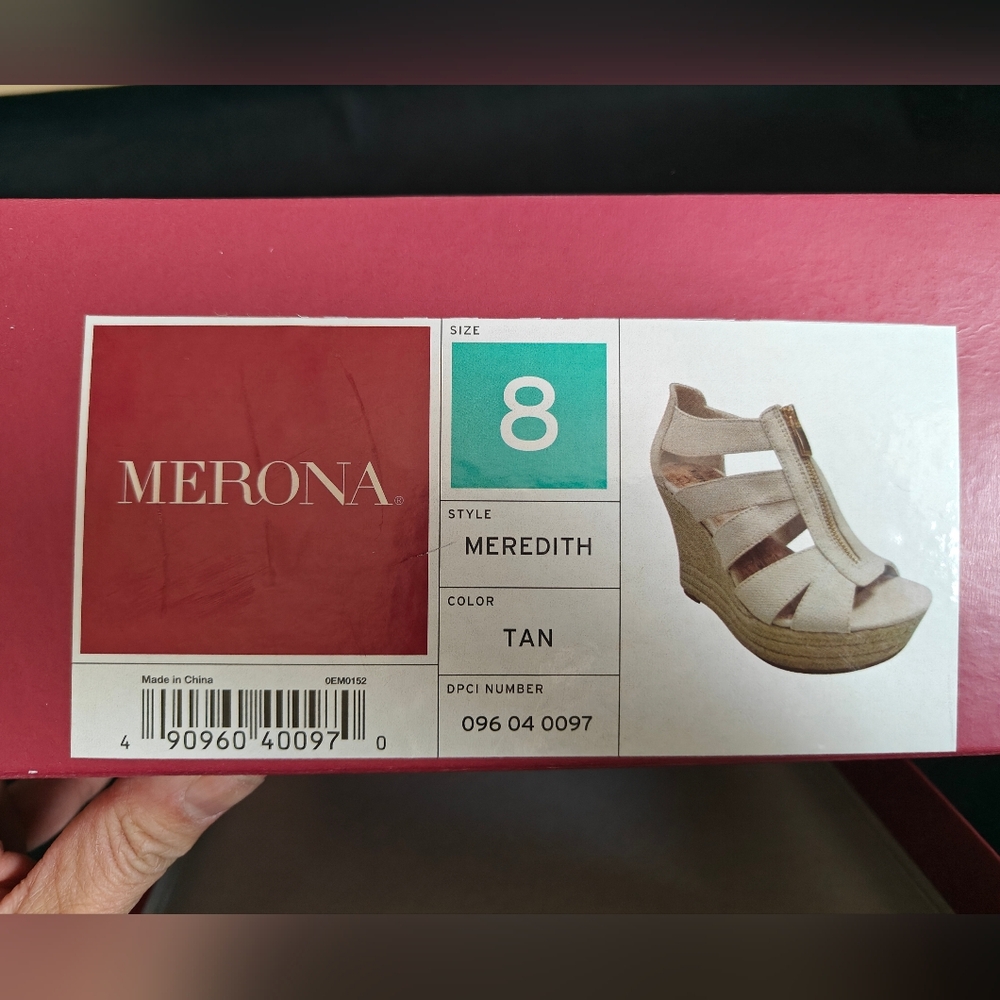 MERONA®
SIZE
8
STYLE
MEREDITH
COLOR
TAN
DPCI NUMBER
096 04 0097
Made in China 0EM0152
4 90960 40097 0